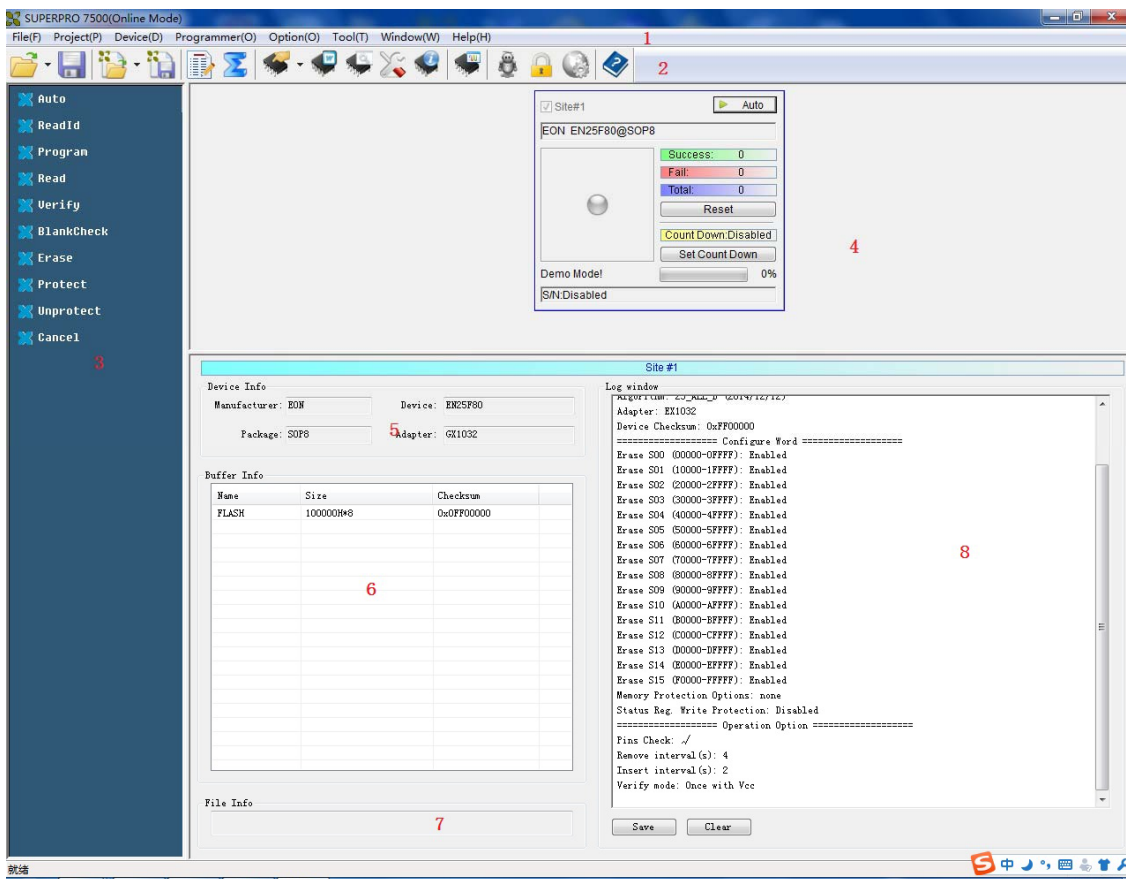 SUPERPRO 7500(Online Mode)
File(F) Project(P) Device(D) Programmer(O) Option(O) Tool(T) Window(W) Help(H)
1
2
Auto
ReadId
Program
Read
Verify
BlankCheck
Erase
Protect
Unprotect
Cancel
3
Site#1
Auto
EON EN25F80@SOP8
Success: 0
Fail: 0
Total: 0
Reset
Count Down:Disabled
Set Count Down
Demo Mode!
0%
S/N:Disabled
4
Site #1
Device Info
Manufacturer: EON
Device: EN25F80
Package: SOP8
5
Adapter: GX1032
Buffer Info
Name Size Checksum
FLASH 100000H*8 0x0FF00000
6
File Info
7
Log window
Algorithm: 25_ALL_B (2014/12/12)
Adapter: EX1032
Device Checksum: 0xFF00000
=================== Configure Word ===================
Erase S00 (00000-0FFFF): Enabled
Erase S01 (10000-1FFFF): Enabled
Erase S02 (20000-2FFFF): Enabled
Erase S03 (30000-3FFFF): Enabled
Erase S04 (40000-4FFFF): Enabled
Erase S05 (50000-5FFFF): Enabled
Erase S06 (60000-6FFFF): Enabled
Erase S07 (70000-7FFFF): Enabled
Erase S08 (80000-8FFFF): Enabled
Erase S09 (90000-9FFFF): Enabled
Erase S10 (A0000-AFFFF): Enabled
Erase S11 (B0000-BFFFF): Enabled
Erase S12 (C0000-CFFFF): Enabled
Erase S13 (D0000-DFFFF): Enabled
Erase S14 (E0000-EFFFF): Enabled
Erase S15 (F0000-FFFFF): Enabled
Memory Protection Options: none
Status Reg. Write Protection: Disabled
=================== Operation Option ===================
Pins Check: √
Remove interval(s): 4
Insert interval(s): 2
Verify mode: Once with Vcc
8
Save
Clear
就绪
S 中